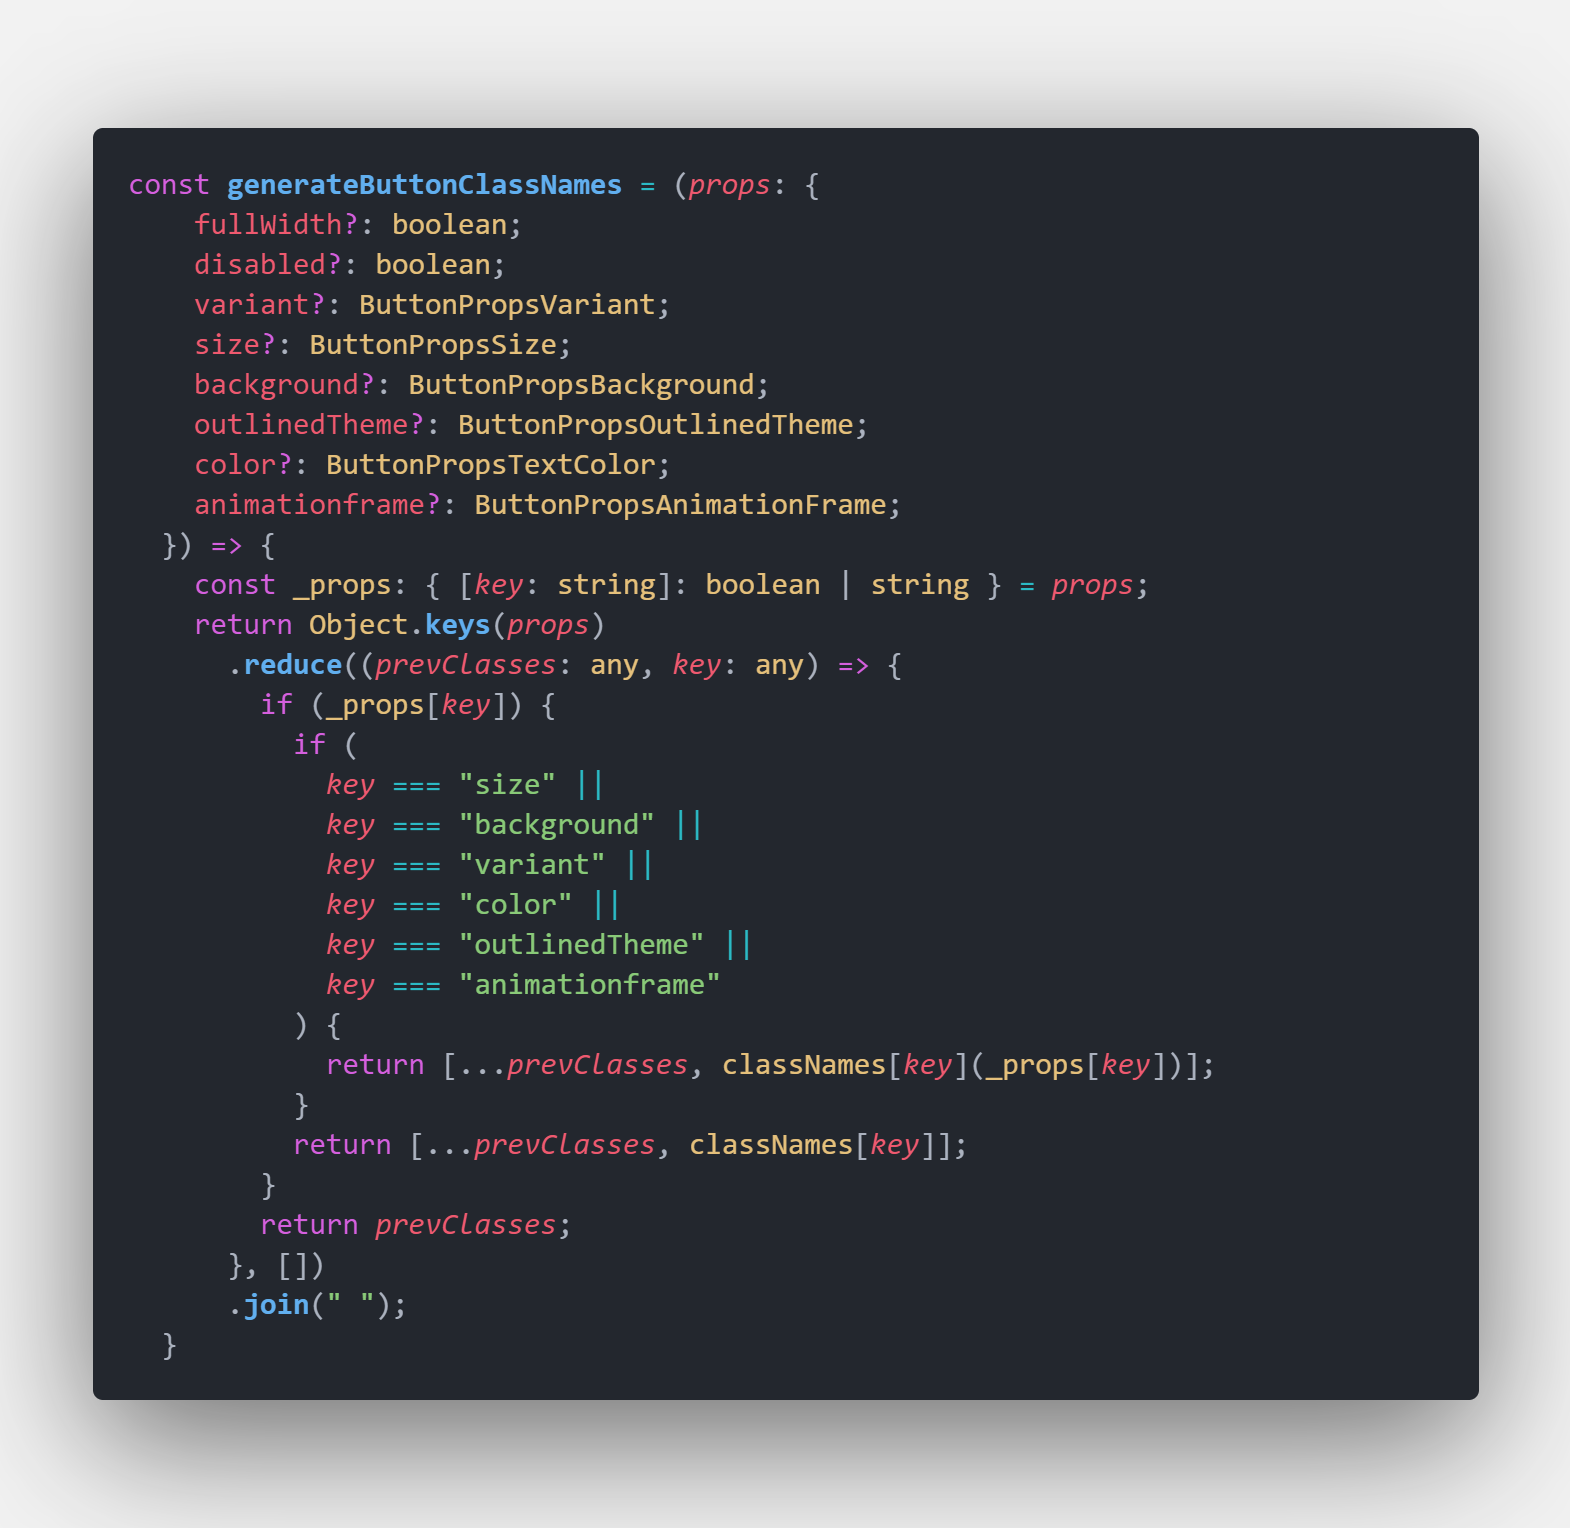 const generateButtonClassNames = (props: {
    fullWidth?: boolean;
    disabled?: boolean;
    variant?: ButtonPropsVariant;
    size?: ButtonPropsSize;
    background?: ButtonPropsBackground;
    outlinedTheme?: ButtonPropsOutlinedTheme;
    color?: ButtonPropsTextColor;
    animationframe?: ButtonPropsAnimationFrame;
  }) => {
    const _props: { [key: string]: boolean | string } = props;
    return Object.keys(props)
      .reduce((prevClasses: any, key: any) => {
        if (_props[key]) {
          if (
            key === "size" ||
            key === "background" ||
            key === "variant" ||
            key === "color" ||
            key === "outlinedTheme" ||
            key === "animationframe"
          ) {
            return [...prevClasses, classNames[key](_props[key])];
          }
          return [...prevClasses, classNames[key]];
        }
        return prevClasses;
      }, [])
      .join(" ");
  }